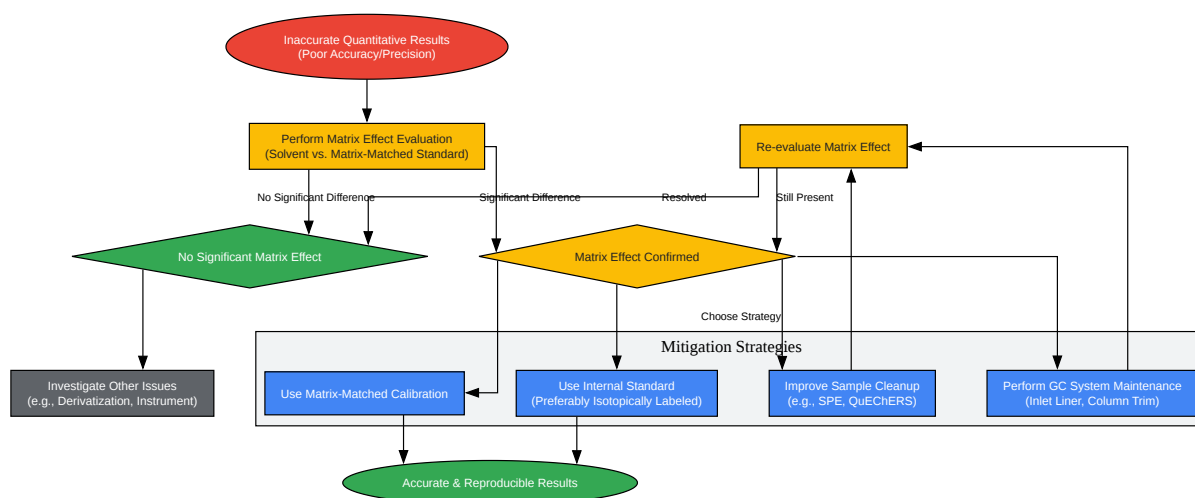 Inaccurate Quantitative Results
(Poor Accuracy/Precision)
Perform Matrix Effect Evaluation
(Solvent vs. Matrix-Matched Standard)
Re-evaluate Matrix Effect
No Significant Difference
Significant Difference
Resolved
Still Present
No Significant Matrix Effect
Matrix Effect Confirmed
Choose Strategy
Mitigation Strategies
Investigate Other Issues
(e.g., Derivatization, Instrument)
Use Matrix-Matched Calibration
Use Internal Standard
(Preferably Isotopically Labeled)
Improve Sample Cleanup
(e.g., SPE, QuEChERS)
Perform GC System Maintenance
(Inlet Liner, Column Trim)
Accurate & Reproducible Results